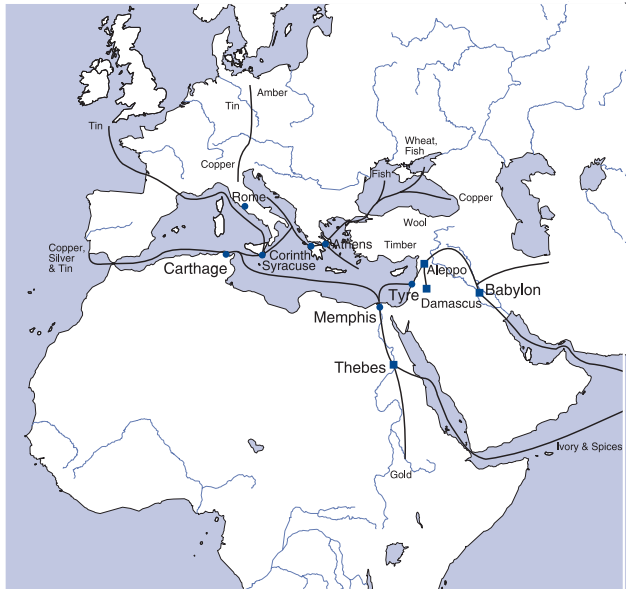 Amber
Tin
Tin
Wheat,
Fish
Copper
Fish
Rome
Copper
Wool
Copper,
Silver
& Tin
Athens
Timber
Corinth
Syracuse
Carthage
Aleppo
Tyre
Babylon
Damascus
Memphis
Thebes
Ivory & Spices
Gold